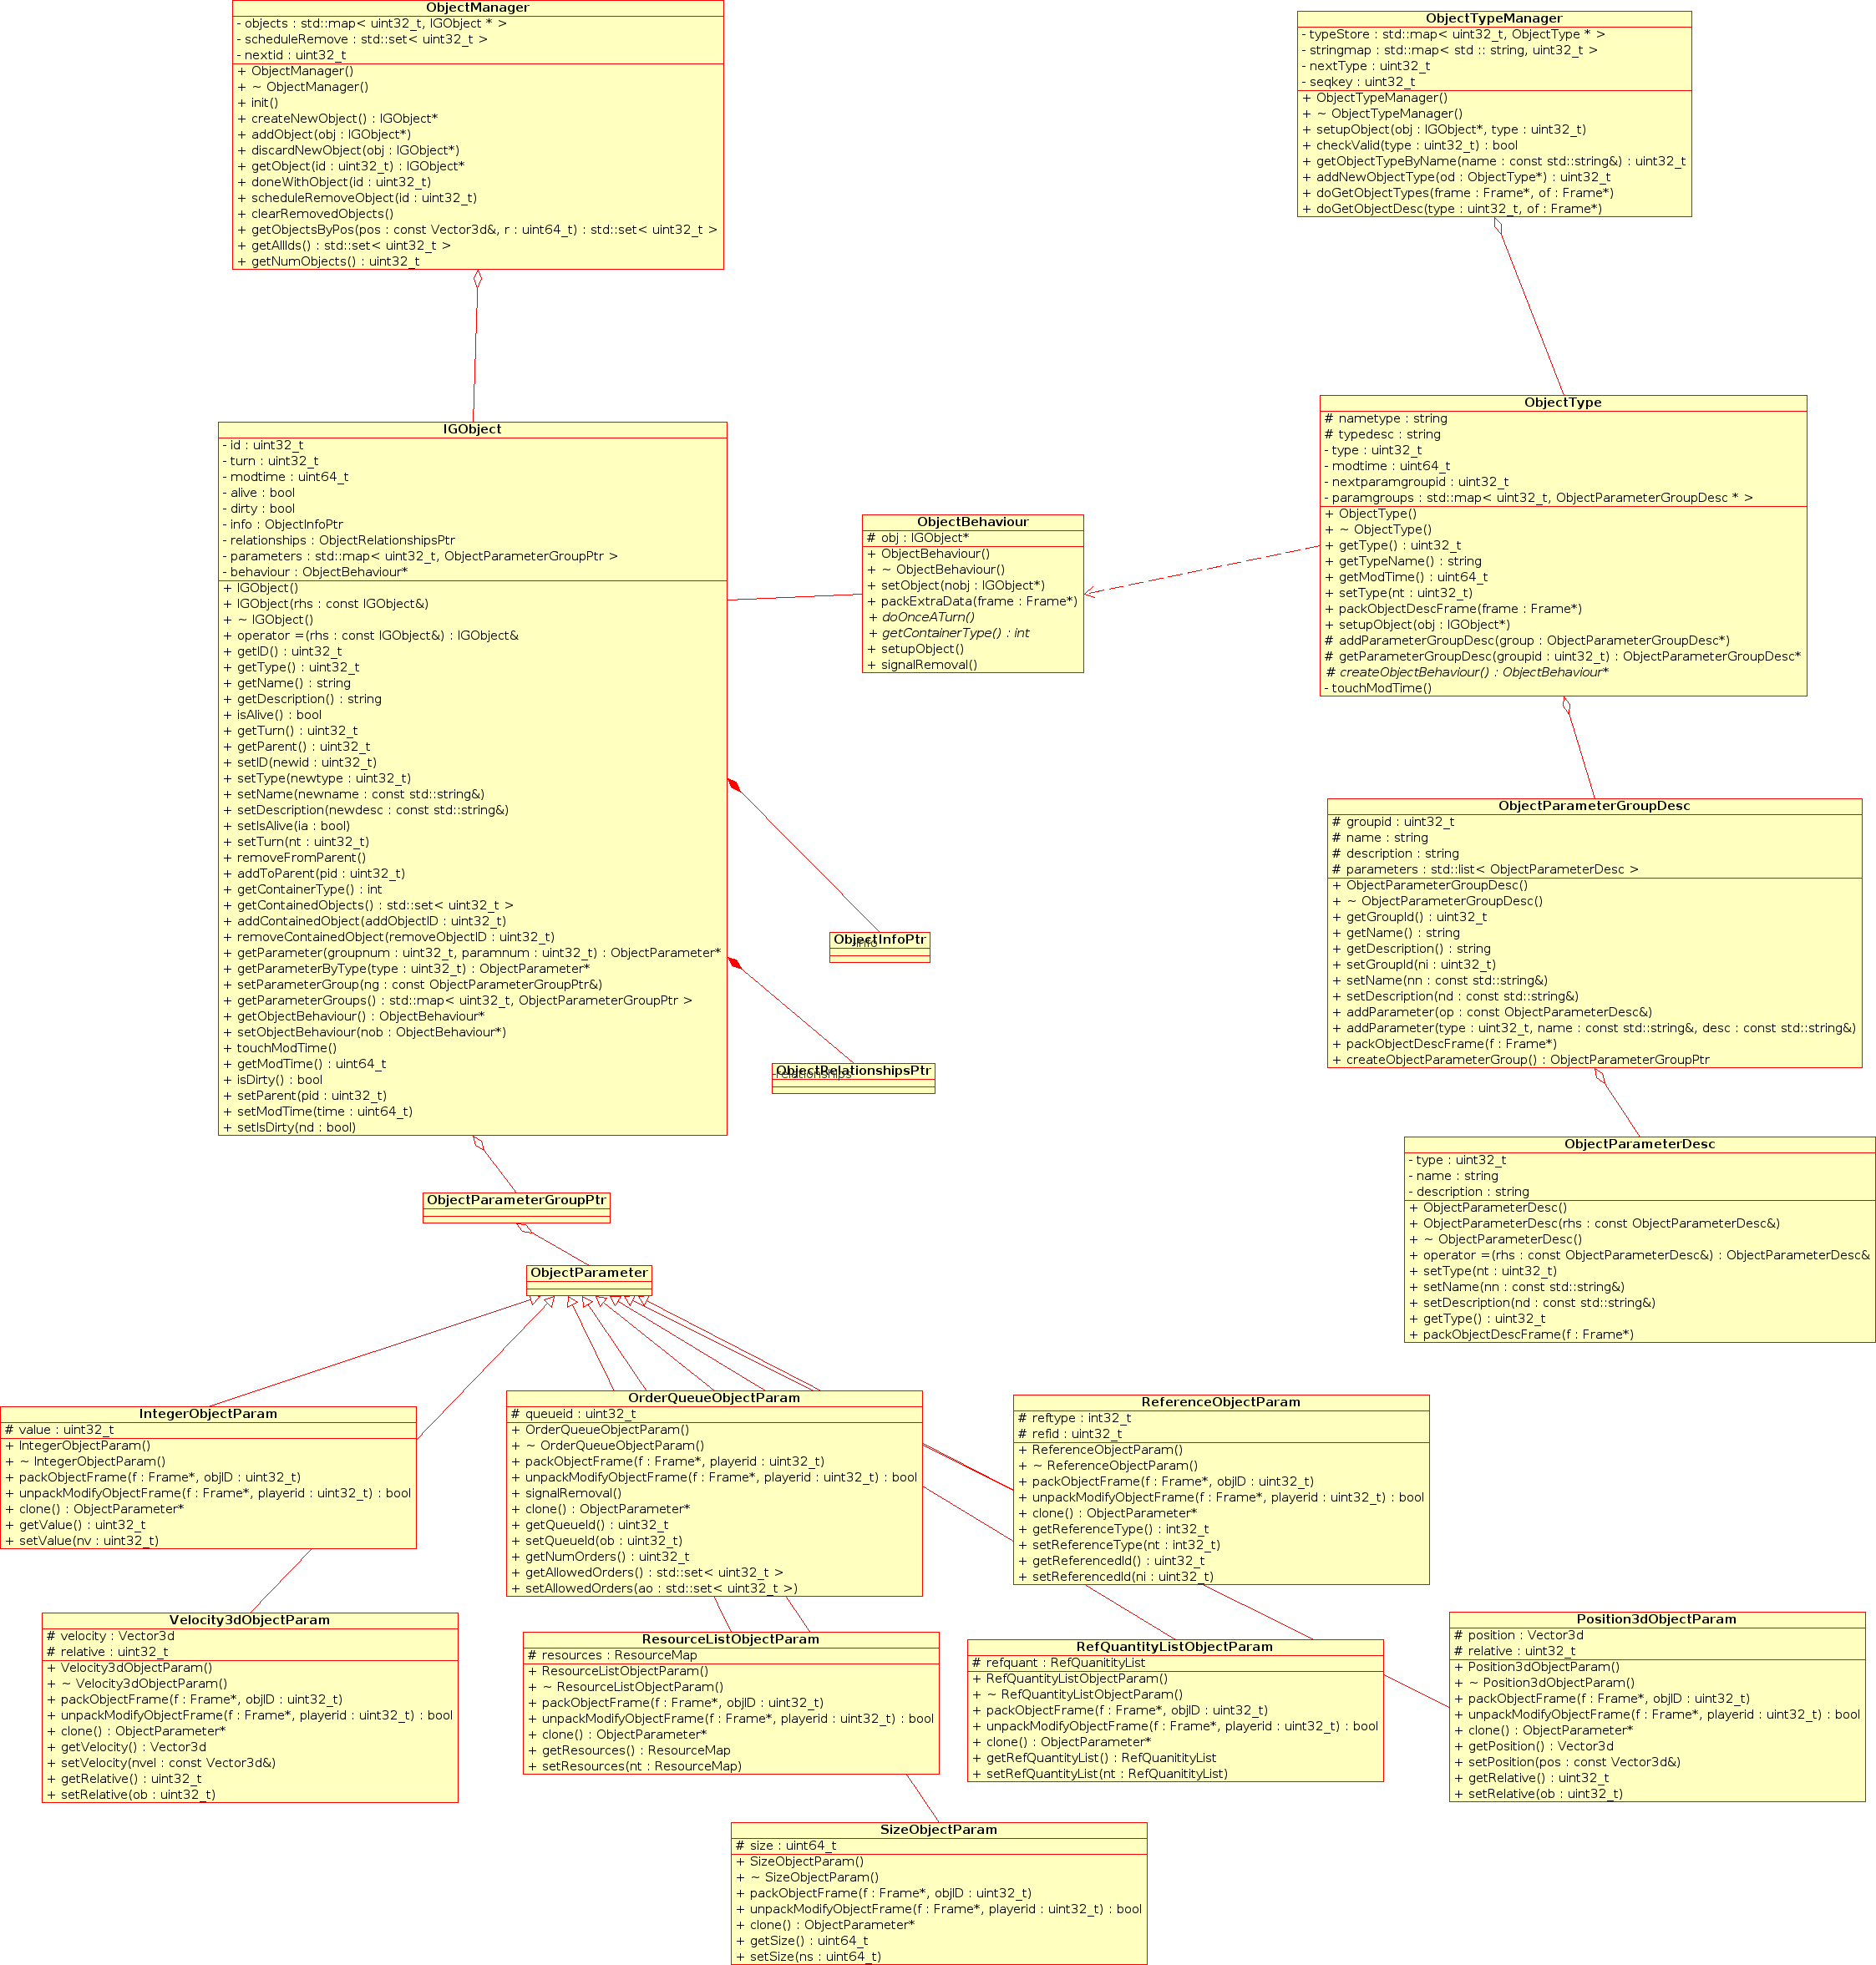 ObjectManager
- objects : std::map< uint32_t, IGObject * >
- scheduleRemove : std::set< uint32_t >
- nextid : uint32_t
+ ObjectManager()
+ ~ ObjectManager()
+ init()
+ createNewObject() : IGObject*
+ addObject(obj : IGObject*)
+ discardNewObject(obj : IGObject*)
+ getObject(id : uint32_t) : IGObject*
+ doneWithObject(id : uint32_t)
+ scheduleRemoveObject(id : uint32_t)
+ clearRemovedObjects()
+ getObjectsByPos(pos : const Vector3d&, r : uint64_t) : std::set< uint32_t >
+ getAllIds() : std::set< uint32_t >
+ getNumObjects() : uint32_t
ObjectTypeManager
- typeStore : std::map< uint32_t, ObjectType * >
- stringmap : std::map< std :: string, uint32_t >
- nextType : uint32_t
- seqkey : uint32_t
+ ObjectTypeManager()
+ ~ ObjectTypeManager()
+ setupObject(obj : IGObject*, type : uint32_t)
+ checkValid(type : uint32_t) : bool
+ getObjectTypeByName(name : const std::string&) : uint32_t
+ addNewObjectType(od : ObjectType*) : uint32_t
+ doGetObjectTypes(frame : Frame*, of : Frame*)
+ doGetObjectDesc(type : uint32_t, of : Frame*)
IGObject
- id : uint32_t
- turn : uint32_t
- modtime : uint64_t
- alive : bool
- dirty : bool
- info : ObjectInfoPtr
- relationships : ObjectRelationshipsPtr
- parameters : std::map< uint32_t, ObjectParameterGroupPtr >
- behaviour : ObjectBehaviour*
+ IGObject()
+ IGObject(rhs : const IGObject&)
+ ~ IGObject()
+ operator =(rhs : const IGObject&) : IGObject&
+ getID() : uint32_t
+ getType() : uint32_t
+ getName() : string
+ getDescription() : string
+ isAlive() : bool
+ getTurn() : uint32_t
+ getParent() : uint32_t
+ setID(newid : uint32_t)
+ setType(newtype : uint32_t)
+ setName(newname : const std::string&)
+ setDescription(newdesc : const std::string&)
+ setIsAlive(ia : bool)
+ setTurn(nt : uint32_t)
+ removeFromParent()
+ addToParent(pid : uint32_t)
+ getContainerType() : int
+ getContainedObjects() : std::set< uint32_t >
+ addContainedObject(addObjectID : uint32_t)
+ removeContainedObject(removeObjectID : uint32_t)
+ getParameter(groupnum : uint32_t, paramnum : uint32_t) : ObjectParameter*
+ getParameterByType(type : uint32_t) : ObjectParameter*
+ setParameterGroup(ng : const ObjectParameterGroupPtr&)
+ getParameterGroups() : std::map< uint32_t, ObjectParameterGroupPtr >
+ getObjectBehaviour() : ObjectBehaviour*
+ setObjectBehaviour(nob : ObjectBehaviour*)
+ touchModTime()
+ getModTime() : uint64_t
+ isDirty() : bool
+ setParent(pid : uint32_t)
+ setModTime(time : uint64_t)
+ setIsDirty(nd : bool)
ObjectBehaviour
# obj : IGObject*
+ ObjectBehaviour()
+ ~ ObjectBehaviour()
+ setObject(nobj : IGObject*)
+ packExtraData(frame : Frame*)
+ doOnceATurn()
+ getContainerType() : int
+ setupObject()
+ signalRemoval()
ObjectType
# nametype : string
# typedesc : string
- type : uint32_t
- modtime : uint64_t
- nextparamgroupid : uint32_t
- paramgroups : std::map< uint32_t, ObjectParameterGroupDesc * >
+ ObjectType()
+ ~ ObjectType()
+ getType() : uint32_t
+ getTypeName() : string
+ getModTime() : uint64_t
+ setType(nt : uint32_t)
+ packObjectDescFrame(frame : Frame*)
+ setupObject(obj : IGObject*)
# addParameterGroupDesc(group : ObjectParameterGroupDesc*)
# getParameterGroupDesc(groupid : uint32_t) : ObjectParameterGroupDesc*
# createObjectBehaviour() : ObjectBehaviour*
- touchModTime()
ObjectParameterGroupDesc
# groupid : uint32_t
# name : string
# description : string
# parameters : std::list< ObjectParameterDesc >
+ ObjectParameterGroupDesc()
+ ~ ObjectParameterGroupDesc()
+ getGroupId() : uint32_t
+ getName() : string
+ getDescription() : string
+ setGroupId(ni : uint32_t)
+ setName(nn : const std::string&)
+ setDescription(nd : const std::string&)
+ addParameter(op : const ObjectParameterDesc&)
+ addParameter(type : uint32_t, name : const std::string&, desc : const std::string&)
+ packObjectDescFrame(f : Frame*)
+ createObjectParameterGroup() : ObjectParameterGroupPtr
ObjectInfoPtr
-info
ObjectRelationshipsPtr
-relationships
ObjectParameterDesc
- type : uint32_t
- name : string
- description : string
+ ObjectParameterDesc()
+ ObjectParameterDesc(rhs : const ObjectParameterDesc&)
+ ~ ObjectParameterDesc()
+ operator =(rhs : const ObjectParameterDesc&) : ObjectParameterDesc&
+ setType(nt : uint32_t)
+ setName(nn : const std::string&)
+ setDescription(nd : const std::string&)
+ getType() : uint32_t
+ packObjectDescFrame(f : Frame*)
ObjectParameterGroupPtr
ObjectParameter
IntegerObjectParam
# value : uint32_t
+ IntegerObjectParam()
+ ~ IntegerObjectParam()
+ packObjectFrame(f : Frame*, objID : uint32_t)
+ unpackModifyObjectFrame(f : Frame*, playerid : uint32_t) : bool
+ clone() : ObjectParameter*
+ getValue() : uint32_t
+ setValue(nv : uint32_t)
OrderQueueObjectParam
# queueid : uint32_t
+ OrderQueueObjectParam()
+ ~ OrderQueueObjectParam()
+ packObjectFrame(f : Frame*, playerid : uint32_t)
+ unpackModifyObjectFrame(f : Frame*, playerid : uint32_t) : bool
+ signalRemoval()
+ clone() : ObjectParameter*
+ getQueueId() : uint32_t
+ setQueueId(ob : uint32_t)
+ getNumOrders() : uint32_t
+ getAllowedOrders() : std::set< uint32_t >
+ setAllowedOrders(ao : std::set< uint32_t >)
ReferenceObjectParam
# reftype : int32_t
# refid : uint32_t
+ ReferenceObjectParam()
+ ~ ReferenceObjectParam()
+ packObjectFrame(f : Frame*, objID : uint32_t)
+ unpackModifyObjectFrame(f : Frame*, playerid : uint32_t) : bool
+ clone() : ObjectParameter*
+ getReferenceType() : int32_t
+ setReferenceType(nt : int32_t)
+ getReferencedId() : uint32_t
+ setReferencedId(ni : uint32_t)
Velocity3dObjectParam
# velocity : Vector3d
# relative : uint32_t
+ Velocity3dObjectParam()
+ ~ Velocity3dObjectParam()
+ packObjectFrame(f : Frame*, objID : uint32_t)
+ unpackModifyObjectFrame(f : Frame*, playerid : uint32_t) : bool
+ clone() : ObjectParameter*
+ getVelocity() : Vector3d
+ setVelocity(nvel : const Vector3d&)
+ getRelative() : uint32_t
+ setRelative(ob : uint32_t)
ResourceListObjectParam
# resources : ResourceMap
+ ResourceListObjectParam()
+ ~ ResourceListObjectParam()
+ packObjectFrame(f : Frame*, objID : uint32_t)
+ unpackModifyObjectFrame(f : Frame*, playerid : uint32_t) : bool
+ clone() : ObjectParameter*
+ getResources() : ResourceMap
+ setResources(nt : ResourceMap)
RefQuantityListObjectParam
# refquant : RefQuanitityList
+ RefQuantityListObjectParam()
+ ~ RefQuantityListObjectParam()
+ packObjectFrame(f : Frame*, objID : uint32_t)
+ unpackModifyObjectFrame(f : Frame*, playerid : uint32_t) : bool
+ clone() : ObjectParameter*
+ getRefQuantityList() : RefQuanitityList
+ setRefQuantityList(nt : RefQuanitityList)
Position3dObjectParam
# position : Vector3d
# relative : uint32_t
+ Position3dObjectParam()
+ ~ Position3dObjectParam()
+ packObjectFrame(f : Frame*, objID : uint32_t)
+ unpackModifyObjectFrame(f : Frame*, playerid : uint32_t) : bool
+ clone() : ObjectParameter*
+ getPosition() : Vector3d
+ setPosition(pos : const Vector3d&)
+ getRelative() : uint32_t
+ setRelative(ob : uint32_t)
SizeObjectParam
# size : uint64_t
+ SizeObjectParam()
+ ~ SizeObjectParam()
+ packObjectFrame(f : Frame*, objID : uint32_t)
+ unpackModifyObjectFrame(f : Frame*, playerid : uint32_t) : bool
+ clone() : ObjectParameter*
+ getSize() : uint64_t
+ setSize(ns : uint64_t)